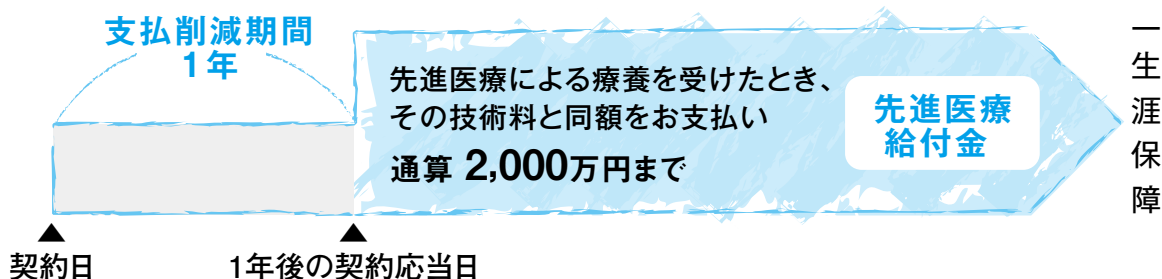 支払削減期間
1年
先進医療による療養を受けたとき、
その技術料と同額をお支払い
通算 2,000万円まで
先進医療
給付金
一生涯保障
契約日
1年後の契約応当日